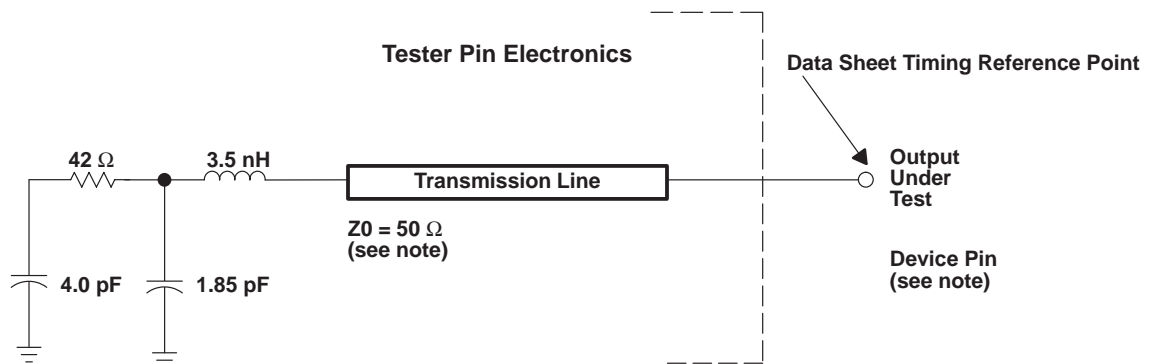 Tester Pin Electronics
Data Sheet Timing Reference Point
42 Ω
3.5 nH
Transmission Line
Output
Under
Test
Z0 = 50 Ω
(see note)
Device Pin
(see note)
4.0 pF
1.85 pF